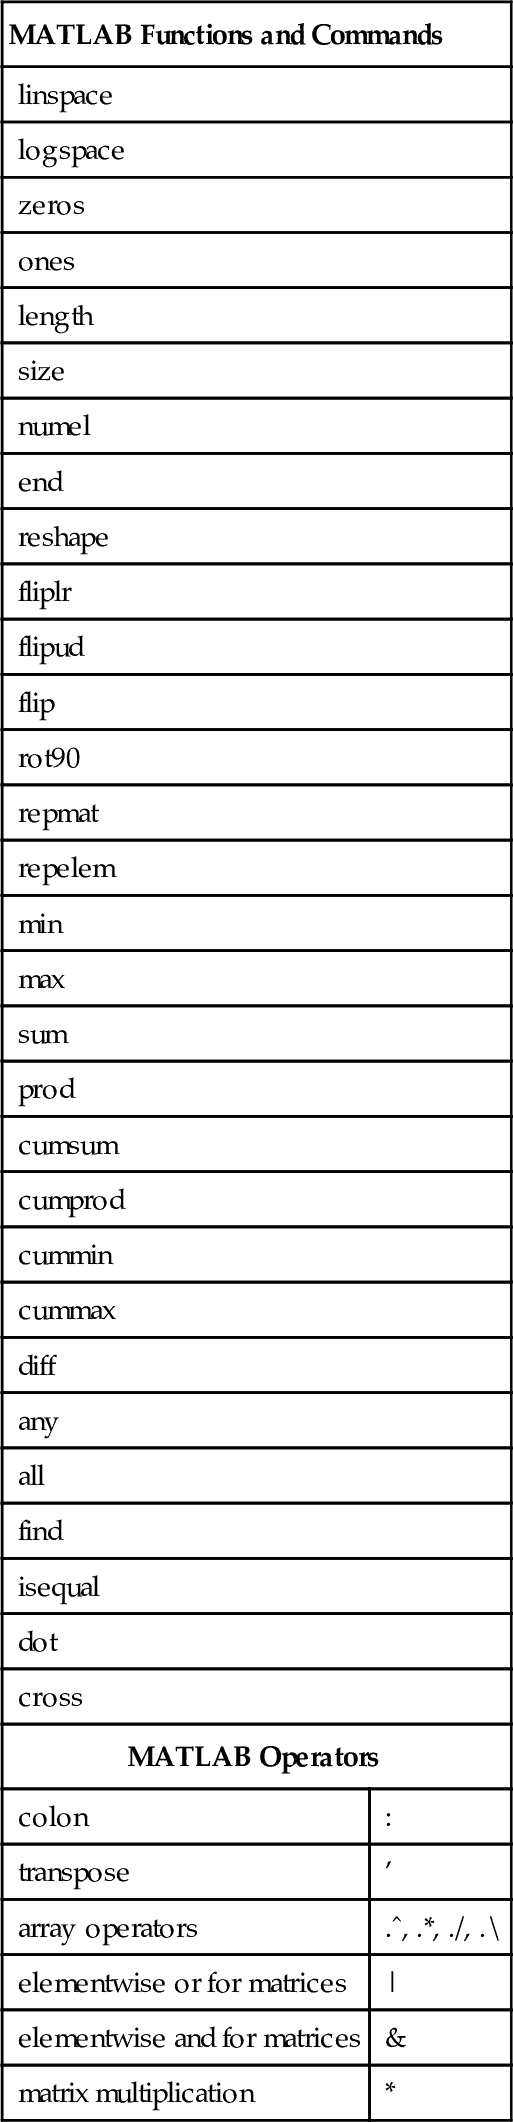 MATLAB Functions and Commands
linspace
logspace
zeros
ones
length
size
numel
end
reshape
fliplr
flipud
flip
rot90
repmat
repelem
min
max
sum
prod
cumsum
cumprod
cummin
cummax
diff
any
all
find
isequal
dot
cross
MATLAB Operators
colon :
transpose ’
array operators .^, .*, ./, .\
elementwise or for matrices |
elementwise and for matrices &
matrix multiplication *